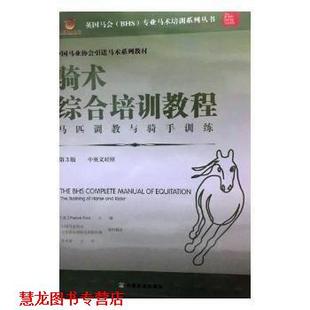 英国马会（BHS）专业马术培训系列丛书
中国马业协会引进马术系列教材
骑术
综合培训教程
马匹调教与骑手训练
第3版 中英文对照
THE BHS COMPLETE MANUAL OF EQUITATION
The Training of Horse and Rider
慧龙图书大世界